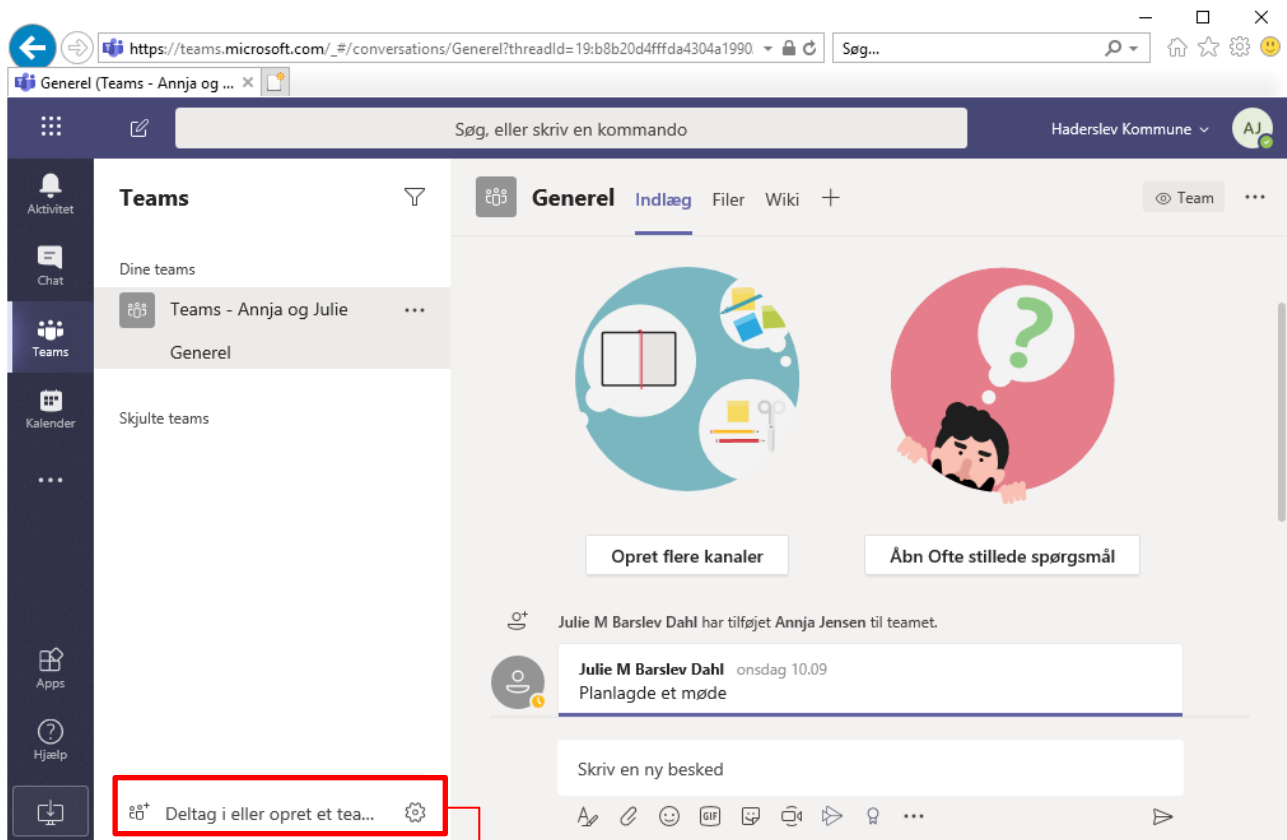 https://teams.microsoft.com/_#/conversations/Generel?threadId=19:b8b20d4fffda4304a1990. Søg...
Generel (Teams - Annja og ...
Søg, eller skriv en kommando
Haderslev Kommune
AJ
Aktivitet
Chat
Teams
Kalender
Apps
Hjælp
Teams
Dine teams
Teams - Annja og Julie
Generel
Skjulte teams
Deltag i eller opret et tea...
Generel Indlæg Filer Wiki
Team
Opret flere kanaler
Åbn Ofte stillede spørgsmål
Julie M Barslev Dahl har tilføjet Annja Jensen til teamet.
Julie M Barslev Dahl onsdag 10.09
Planlagde et møde
Skriv en ny besked
GIF